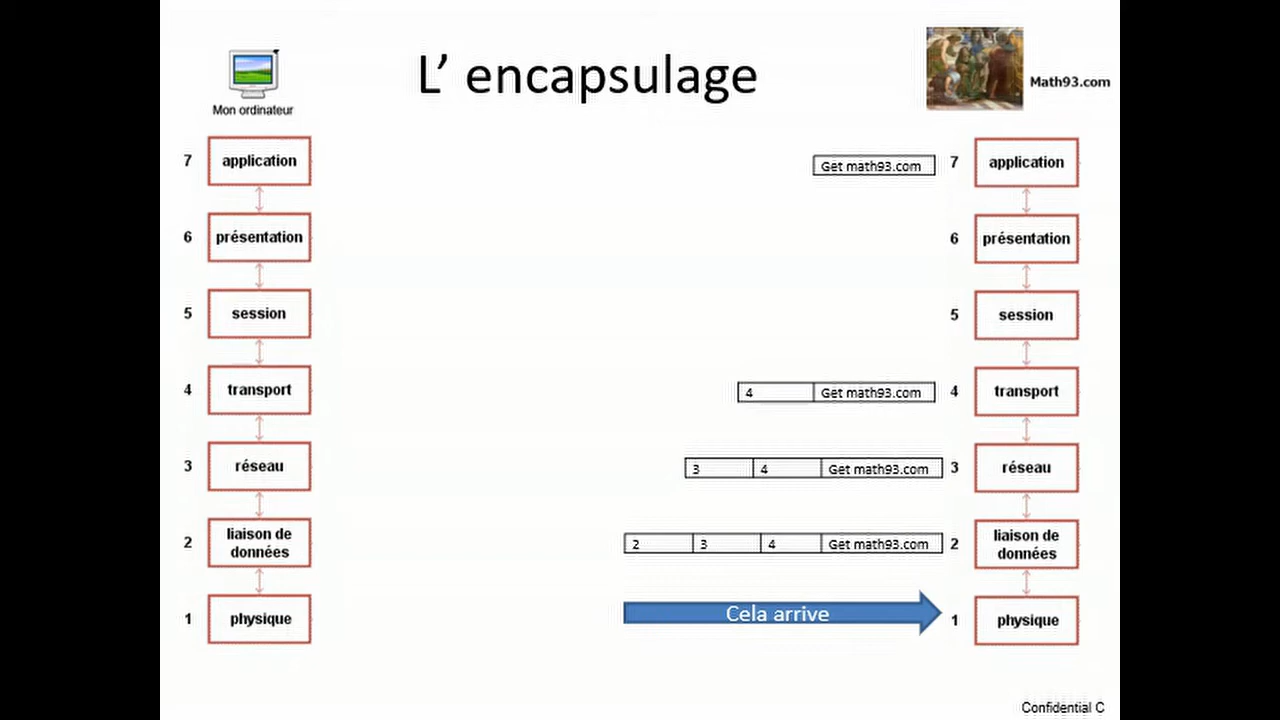 L' encapsulage
Mon ordinateur
Math93.com
7 application
Get math93.com 7 application
6 présentation
6 présentation
5 session
5 session
4 transport
4 Get math93.com 4 transport
3 réseau
3 4 Get math93.com 3 réseau
2 liaison de
données
2 3 4 Get math93.com 2 liaison de
données
1 physique
Cela arrive 1 physique
Confidential C